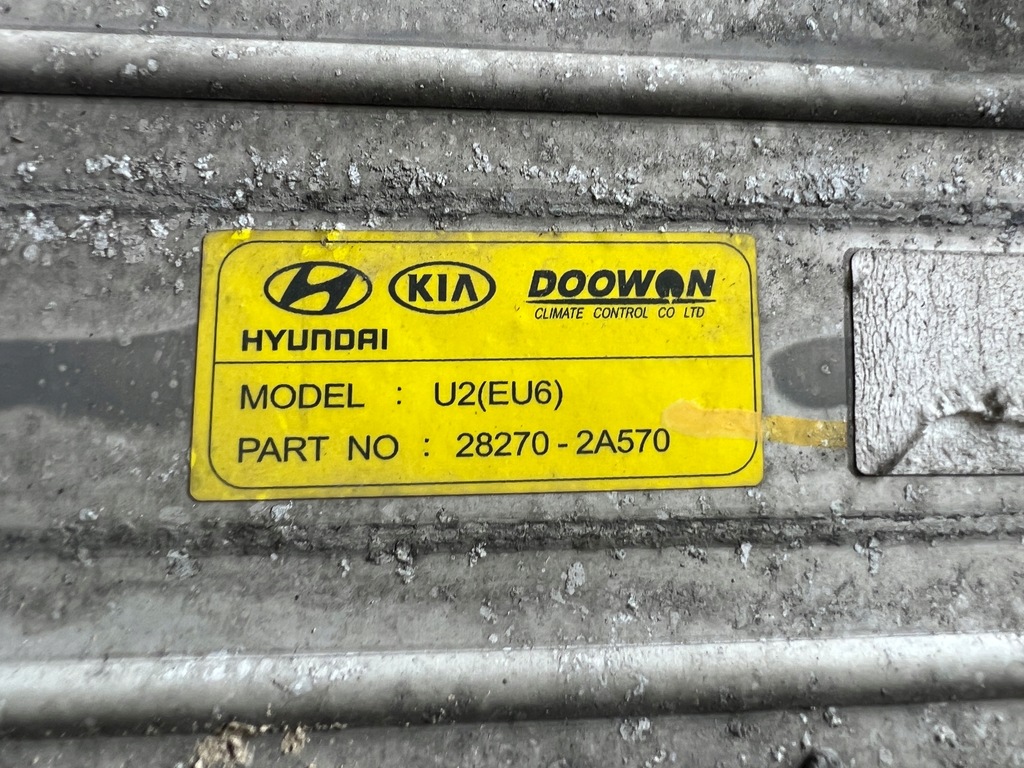 KIA DOOWON
CLIMATE CONTROL CO LTD
HYUNDAI
MODEL : U2(EU6)
PART NO : 28270-2A570